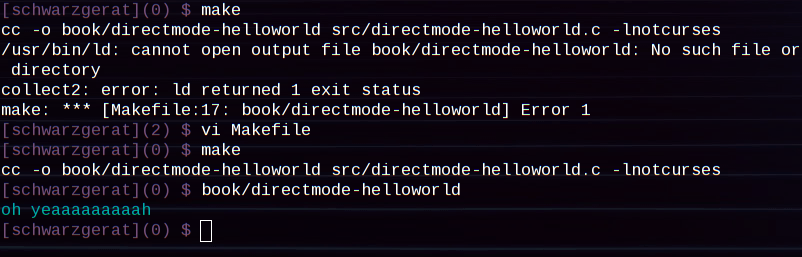 [schwarzgerat](0) $ make
cc -o book/directmode-helloworld src/directmode-helloworld.c -lnotcurses
/usr/bin/ld: cannot open output file book/directmode-helloworld: No such file or
 directory
collect2: error: ld returned 1 exit status
make: *** [Makefile:17: book/directmode-helloworld] Error 1
[schwarzgerat](2) $ vi Makefile
[schwarzgerat](0) $ make
cc -o book/directmode-helloworld src/directmode-helloworld.c -lnotcurses
[schwarzgerat](0) $ book/directmode-helloworld
oh yeaaaaaaaaah
[schwarzgerat](0) $